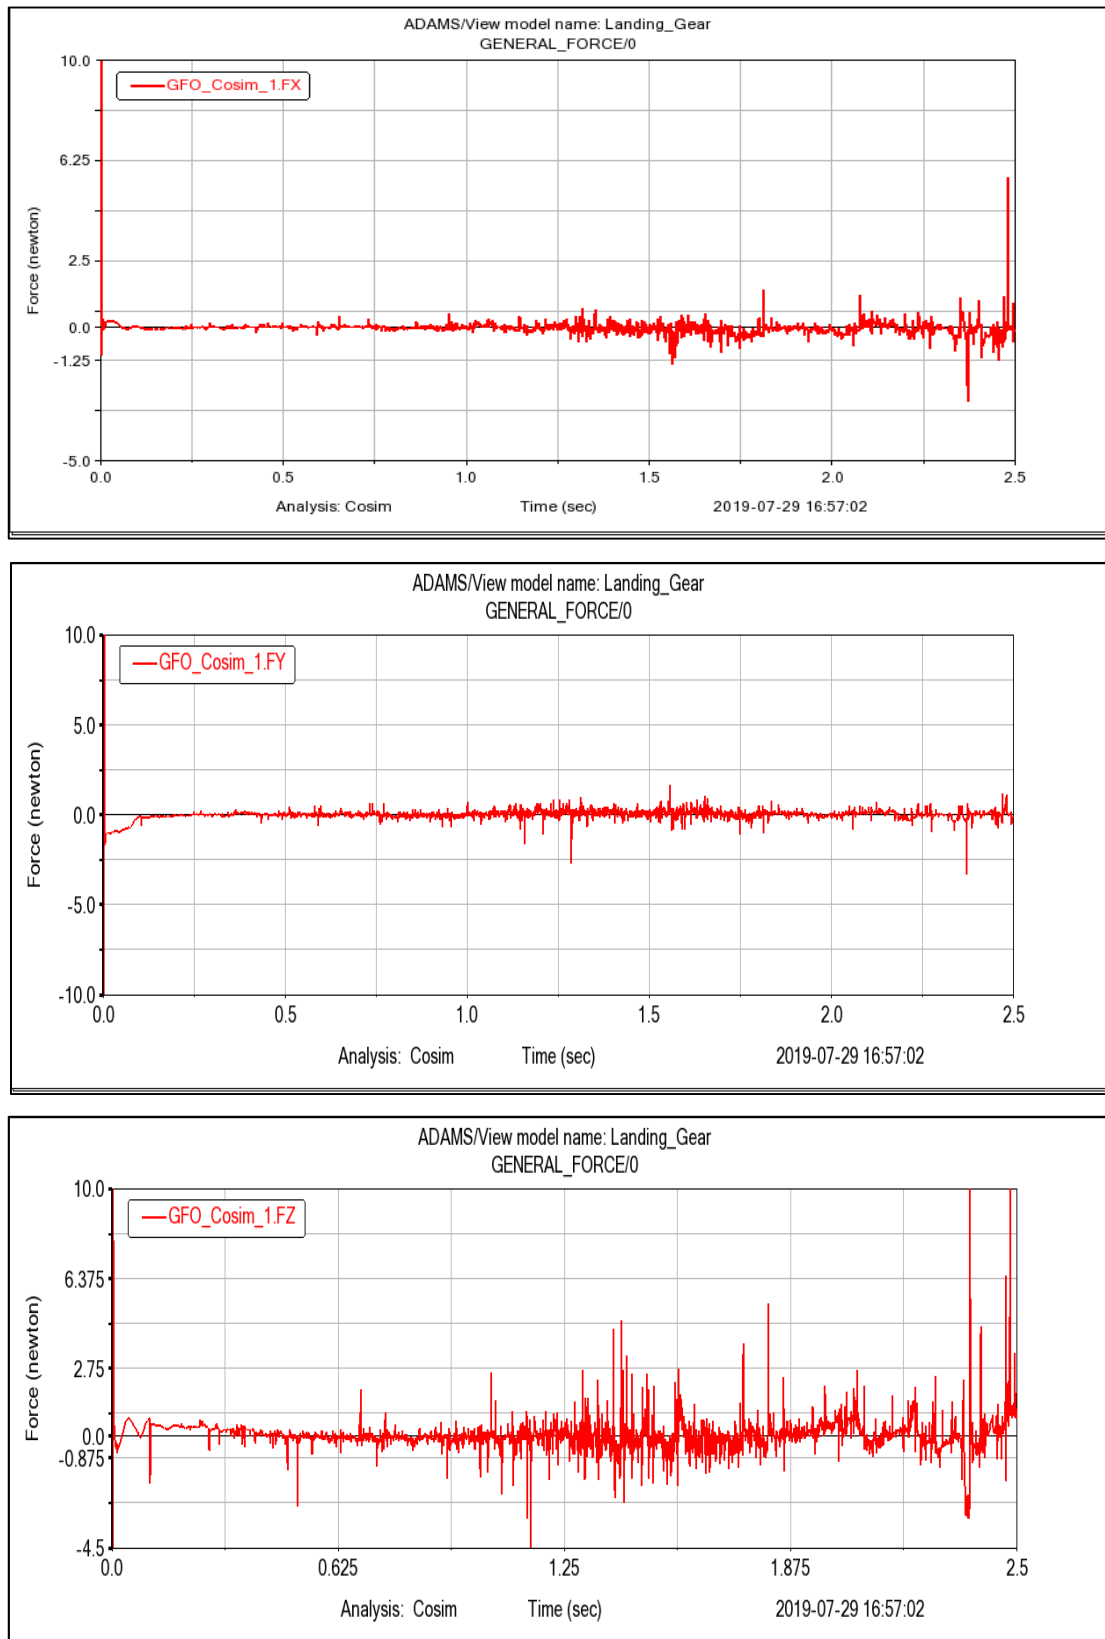 ADAMS/View model name: Landing_Gear
GENERAL_FORCE/0
GFO_Cosim_1.FX
10.0
6.25
2.5
0.0
-1.25
-5.0
Force (newton)
0.0 0.5 1.0 1.5 2.0 2.5
Analysis: Cosim Time (sec) 2019-07-29 16:57:02
ADAMS/View model name: Landing_Gear
GENERAL_FORCE/0
GFO_Cosim_1.FY
10.0
5.0
0.0
-5.0
-10.0
Force (newton)
0.0 0.5 1.0 1.5 2.0 2.5
Analysis: Cosim Time (sec) 2019-07-29 16:57:02
ADAMS/View model name: Landing_Gear
GENERAL_FORCE/0
GFO_Cosim_1.FZ
10.0
6.375
2.75
0.0
-0.875
-4.5
Force (newton)
0.0 0.625 1.25 1.875 2.5
Analysis: Cosim Time (sec) 2019-07-29 16:57:02